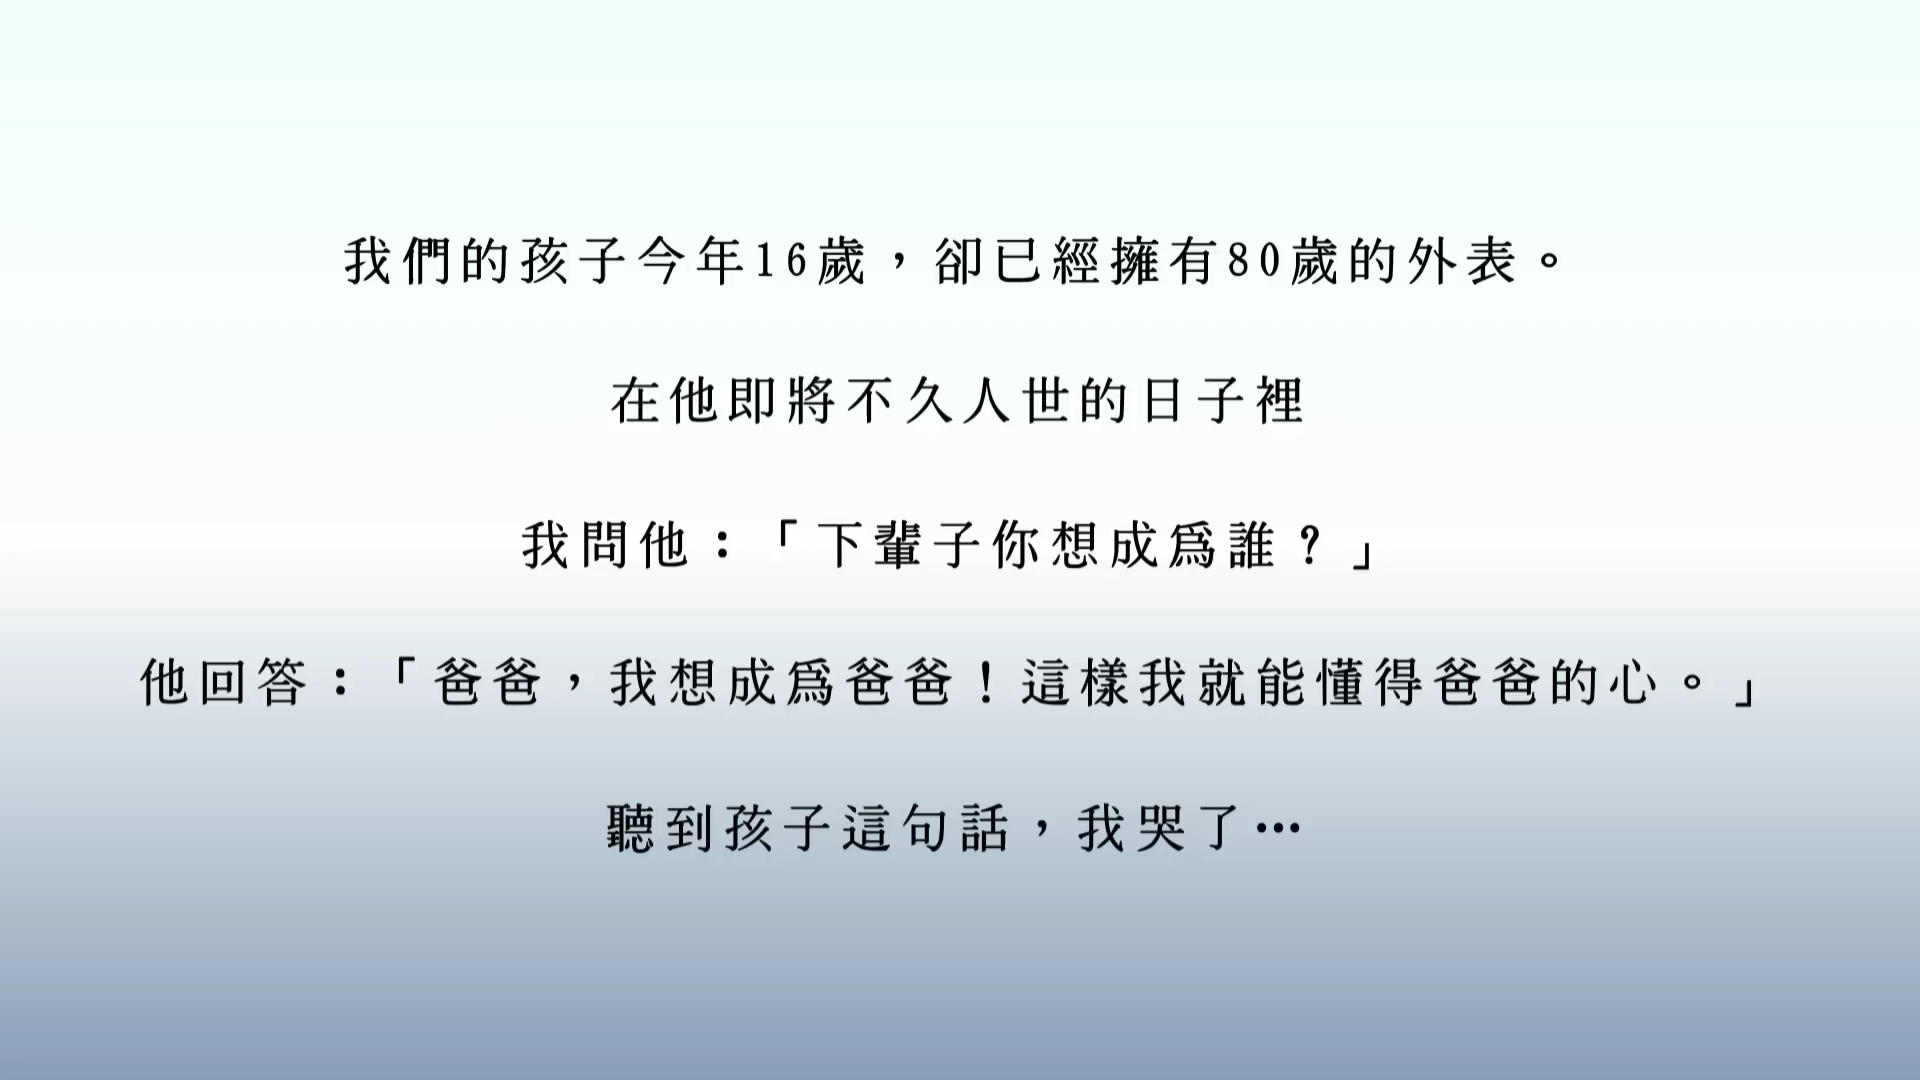 我們的孩子今年16歲，卻已經擁有80歲的外表。
在他即將不久人世的日子裡
我問他：「下輩子你想成爲誰？」
他回答：「爸爸，我想成爲爸爸！這樣我就能懂得爸爸的心。」
聽到孩子這句話，我哭了…